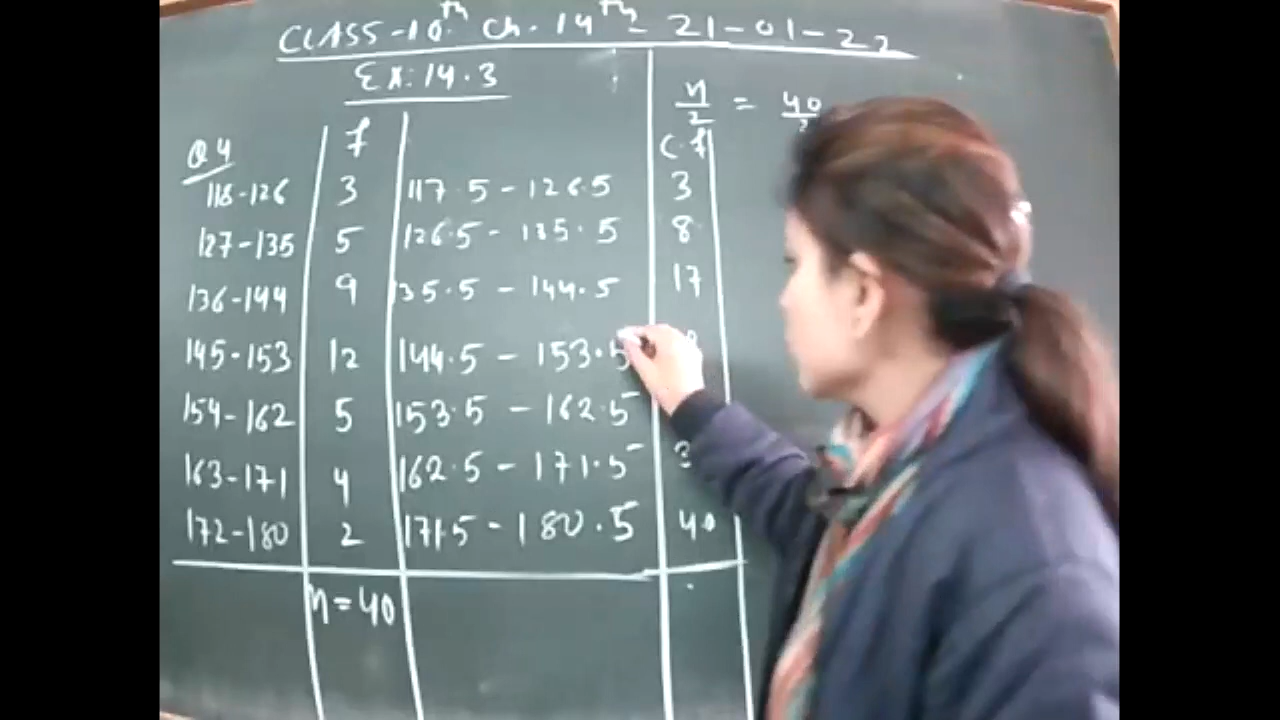 CLASS-10th Ch. 14th 21-01-22
Ex: 14.3
n/2 = 40/2
Q4 f c.f
118-126 3 117.5-126.5 3
127-135 5 126.5-135.5 8
136-144 9 135.5-144.5 17
145-153 12 144.5-153.5
154-162 5 153.5-162.5
163-171 4 162.5-171.5 3
172-180 2 171.5-180.5 40
n=40